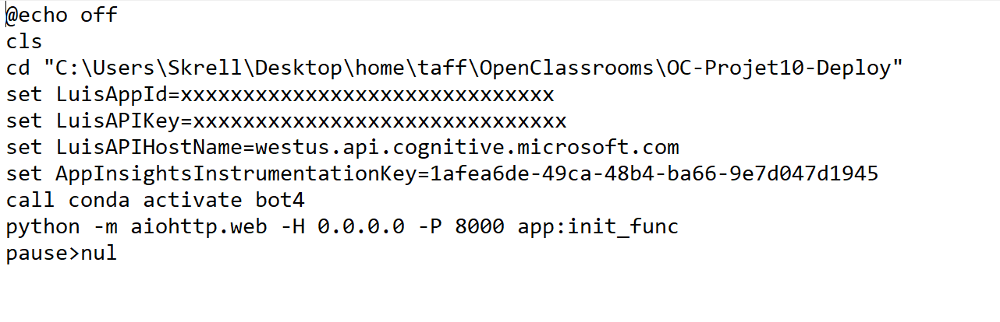 @echo off
cls
cd "C:\Users\Skrell\Desktop\home\taff\OpenClassrooms\OC-Projet10-Deploy"
set LuisAppId=xxxxxxxxxxxxxxxxxxxxxxxxxxxxxx
set LuisAPIKey=xxxxxxxxxxxxxxxxxxxxxxxxxxxxxx
set LuisAPIHostName=westus.api.cognitive.microsoft.com
set AppInsightsInstrumentationKey=1afea6de-49ca-48b4-ba66-9e7d047d1945
call conda activate bot4
python -m aiohttp.web -H 0.0.0.0 -P 8000 app:init_func
pause>nul